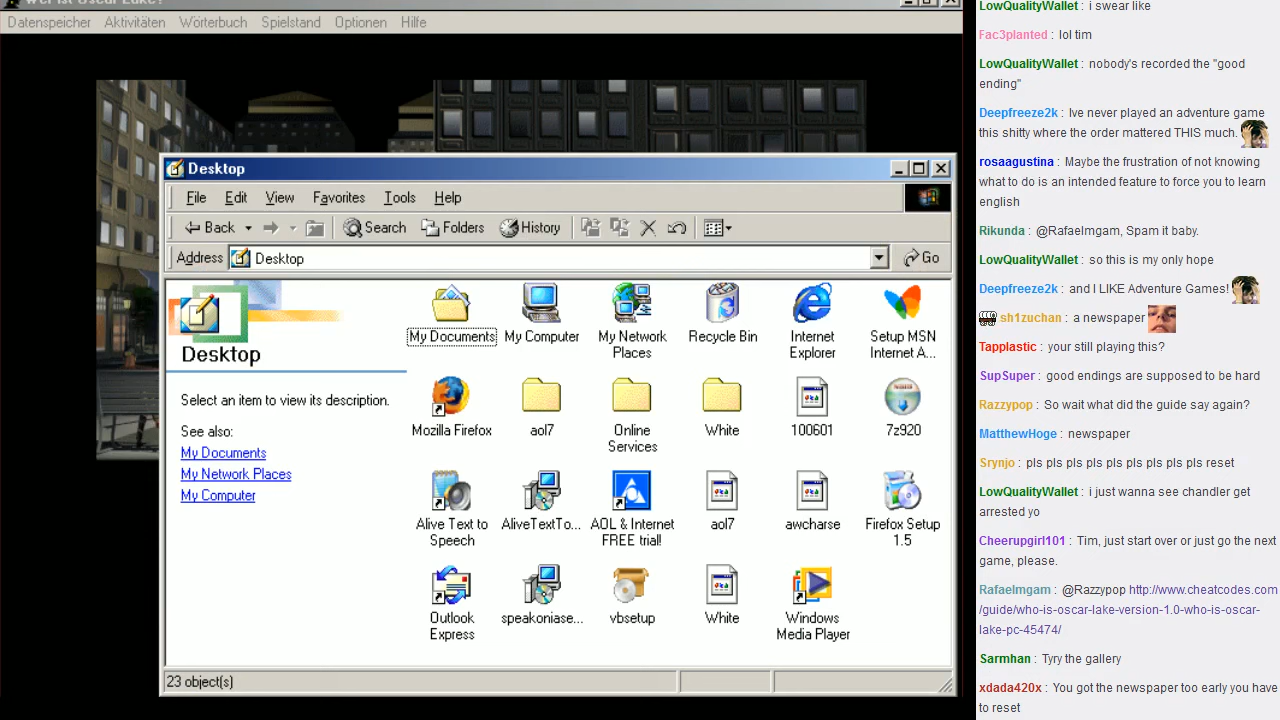 Wer ist Oscar Lake?
Datenspeicher Aktivitäten Wörterbuch Spielstand Optionen Hilfe
Desktop
File Edit View Favorites Tools Help
Back Search Folders History
Address Desktop Go
Desktop
Select an item to view its description.
See also:
My Documents
My Network Places
My Computer
My Documents
My Computer
My Network
Places
Recycle Bin
Internet
Explorer
Setup MSN
Internet A...
Mozilla Firefox
aol7
Online
Services
White
100601
7z920
Alive Text to
Speech
AliveTextTo...
AOL & Internet
FREE trial!
aol7
awcharse
Firefox Setup
1.5
Outlook
Express
speakoniase...
vbsetup
White
Windows
Media Player
23 object(s)
LowQualityWallet : i swear like
Fac3planted : lol tim
LowQualityWallet : nobody's recorded the "good
ending"
Deepfreeze2k : Ive never played an adventure game
this shitty where the order mattered THIS much.
rosaagustina : Maybe the frustration of not knowing
what to do is an intended feature to force you to learn
english
Rikunda : @Rafaelmgam, Spam it baby.
LowQualityWallet : so this is my only hope
Deepfreeze2k : and I LIKE Adventure Games!
sh1zuchan : a newspaper
Tapplastic : your still playing this?
SupSuper : good endings are supposed to be hard
Razzypop : So wait what did the guide say again?
MatthewHoge : newspaper
Srynjo : pls pls pls pls pls pls pls pls reset
LowQualityWallet : i just wanna see chandler get
arrested yo
Cheerupgirl101 : Tim, just start over or just go the next
game, please.
Rafaelmgam : @Razzypop http://www.cheatcodes.com
/guide/who-is-oscar-lake-version-1.0-who-is-oscar-
lake-pc-45474/
Sarmhan : Tyry the gallery
xdada420x : You got the newspaper too early you have
to reset